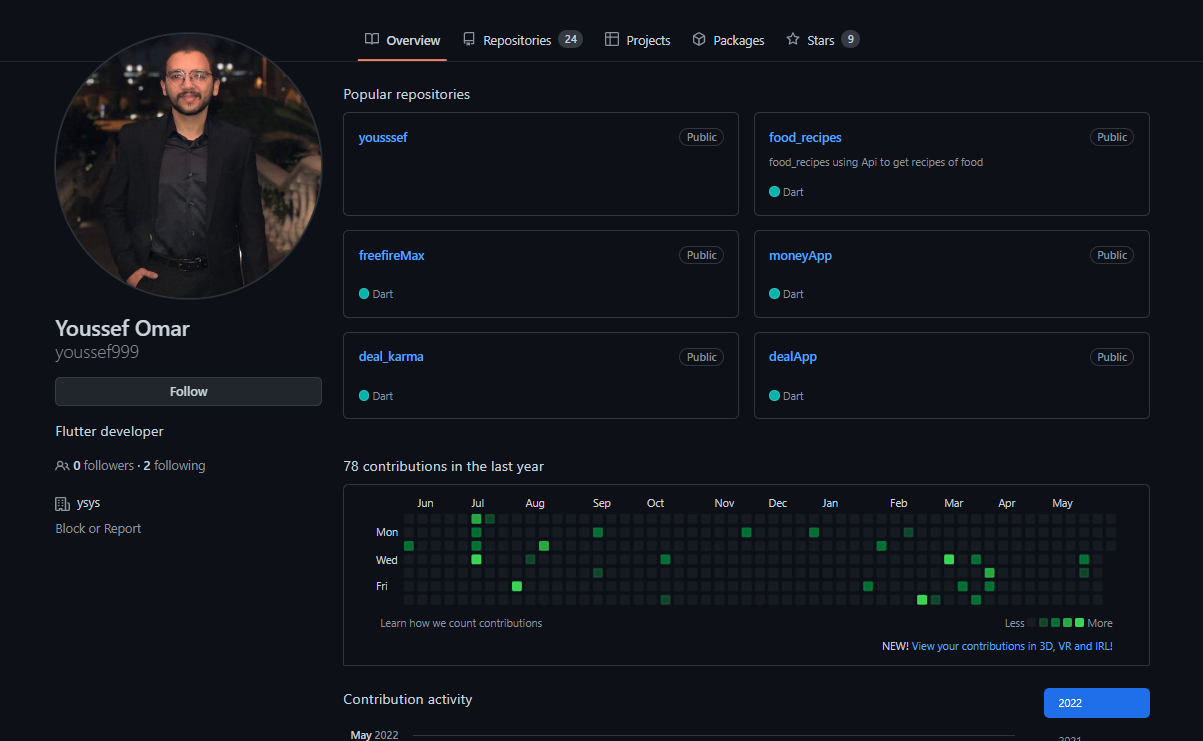 Overview Repositories 24 Projects Packages Stars 9
Popular repositories
yousssef Public
food_recipes Public
food_recipes using Api to get recipes of food
Dart
freefireMax Public
Dart
moneyApp Public
Dart
deal_karma Public
Dart
dealApp Public
Dart
Youssef Omar
youssef999
Follow
Flutter developer
0 followers · 2 following
ysys
Block or Report
78 contributions in the last year
Jun Jul Aug Sep Oct Nov Dec Jan Feb Mar Apr May
Mon
Wed
Fri
Learn how we count contributions
Less More
NEW! View your contributions in 3D, VR and IRL!
Contribution activity
2022
May 2022
2021